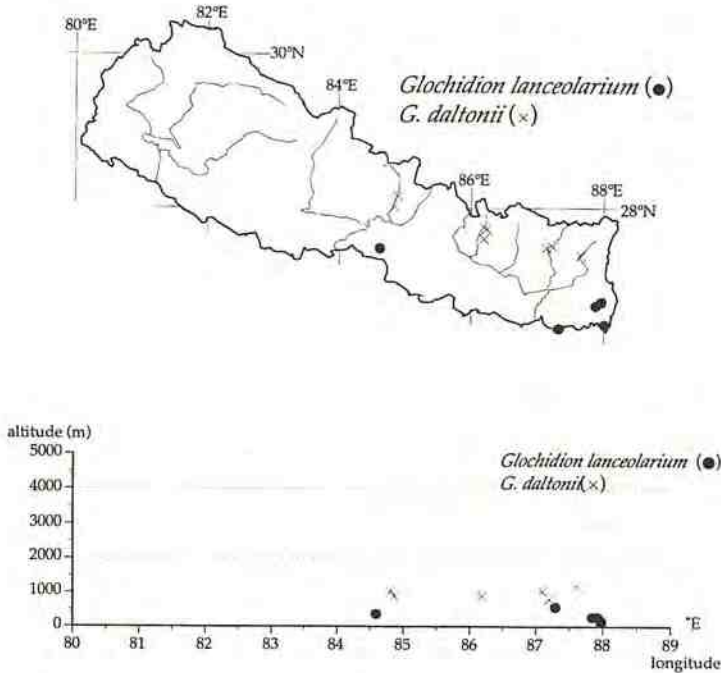 80°E
82°E
30°N
84°E
Glochidion lanceolarium (●)
G. daltonii (×)
86°E
88°E
28°N
altitude (m)
5000
4000
3000
2000
1000
0
Glochidion lanceolarium (●)
G. daltonii(×)
80 81 82 83 84 85 86 87 88 89
°E
longitude